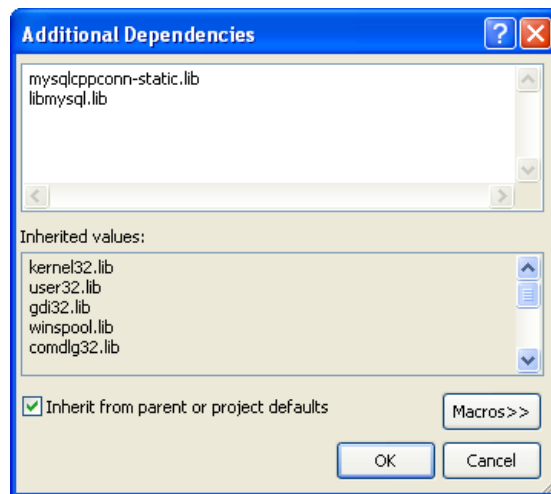 Additional Dependencies
mysqlcppconn-static.lib
libmysql.lib
Inherited values:
kernel32.lib
user32.lib
gdi32.lib
winspool.lib
comdlg32.lib
Inherit from parent or project defaults
Macros>>
OK
Cancel